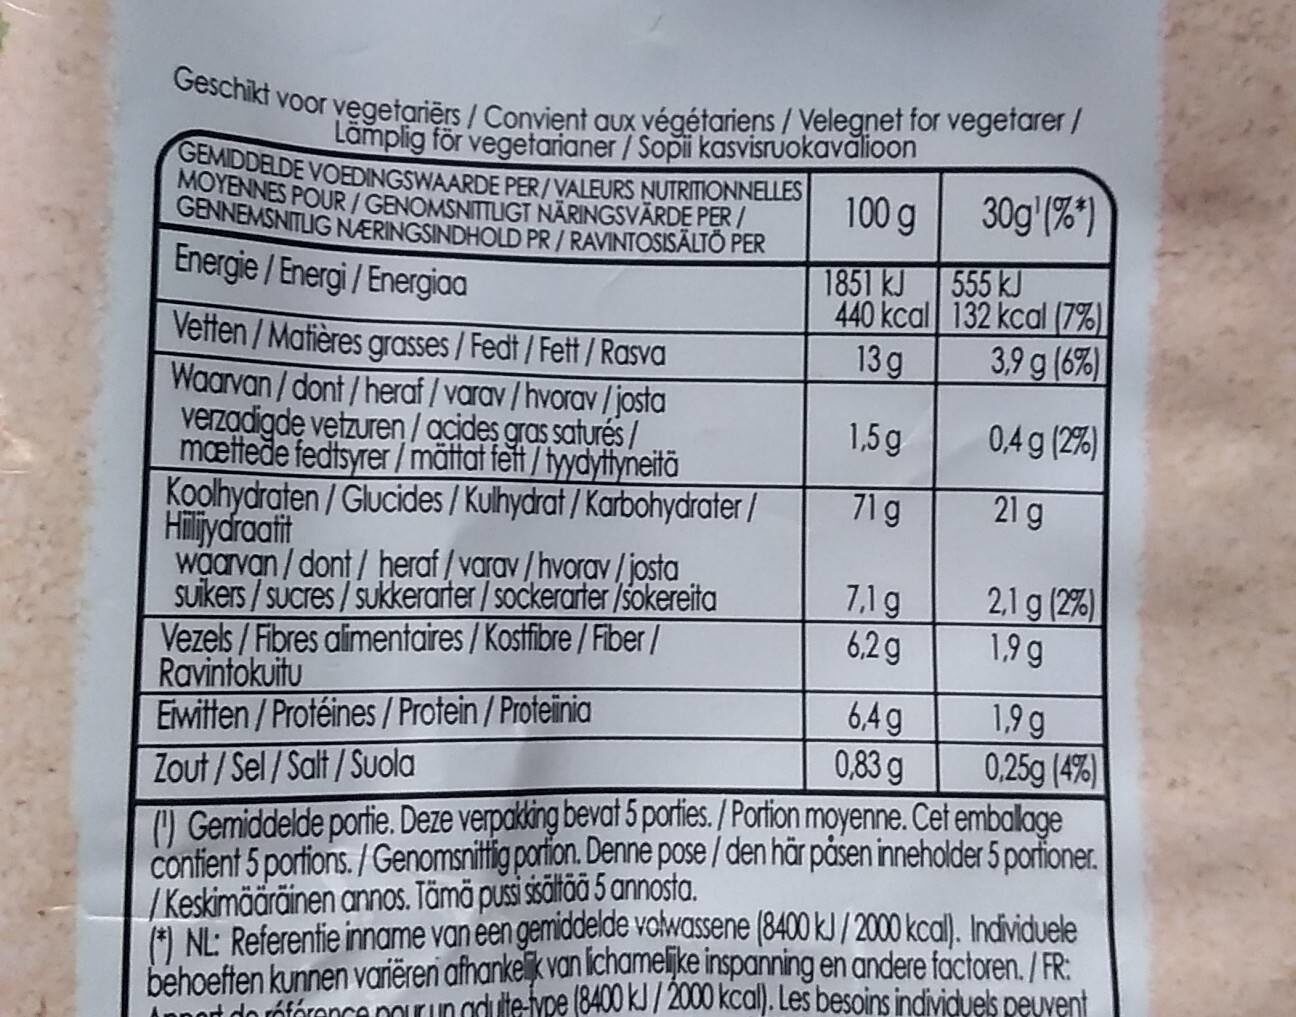 Geschikt voor vegetariërs / Convient aux végétariens / Velegnet for vegetarer /
Lämplig för vegetarianer / Sopii kasvisruokavalioon
GEMIDDELDE VOEDINGSWAARDE PER / VALEURS NUTRITIONNELLES
MOYENNES POUR / GENOMSNITTLIGT NÄRINGSVÄRDE PER /
GENNEMSNITLIG NÆRINGSINDHOLD PR / RAVINTOSISÄLTÖ PER
100 g 30g¹(%*)
Energie / Energi / Energiaa
1851 kJ 555 kJ
440 kcal 132 kcal (7%)
Vetten / Matières grasses / Fedt / Fett / Rasva 13 g 3,9 g (6%)
Waarvan / dont / heraf / varav / hvorav / josta
verzadigde vetzuren / acides gras saturés / 1,5 g 0,4 g (2%)
mættede fedtsyrer / mättat fett / tyydyttyneitä
Koolhydraten / Glucides / Kulhydrat / Karbohydrater / 71 g 21 g
Hiilijydraatit
waarvan / dont / heraf / varav / hvorav / josta
suikers / sucres / sukkerarter / sockerarter /sokereita 7,1 g 2,1 g (2%)
Vezels / Fibres alimentaires / Kostfibre / Fiber / 6,2 g 1,9 g
Ravintokuitu
Eiwitten / Protéines / Protein / Proteiinia 6,4 g 1,9 g
Zout / Sel / Salt / Suola 0,83 g 0,25g (4%)
(¹) Gemiddelde portie. Deze verpakking bevat 5 porties. / Portion moyenne. Cet emballage
contient 5 portions. / Genomsnittlig portion. Denne pose / den här påsen inneholder 5 portioner.
/ Keskimääräinen annos. Tämä pussi sisältää 5 annosta.
(*) NL: Referentie inname van een gemiddelde volwassene (8400 kJ / 2000 kcal). Individuele
behoeften kunnen variëren afhankelijk van lichamelijke inspanning en andere factoren. / FR:
Apport de référence pour un adulte-type (8400 kJ / 2000 kcal). Les besoins individuels peuvent